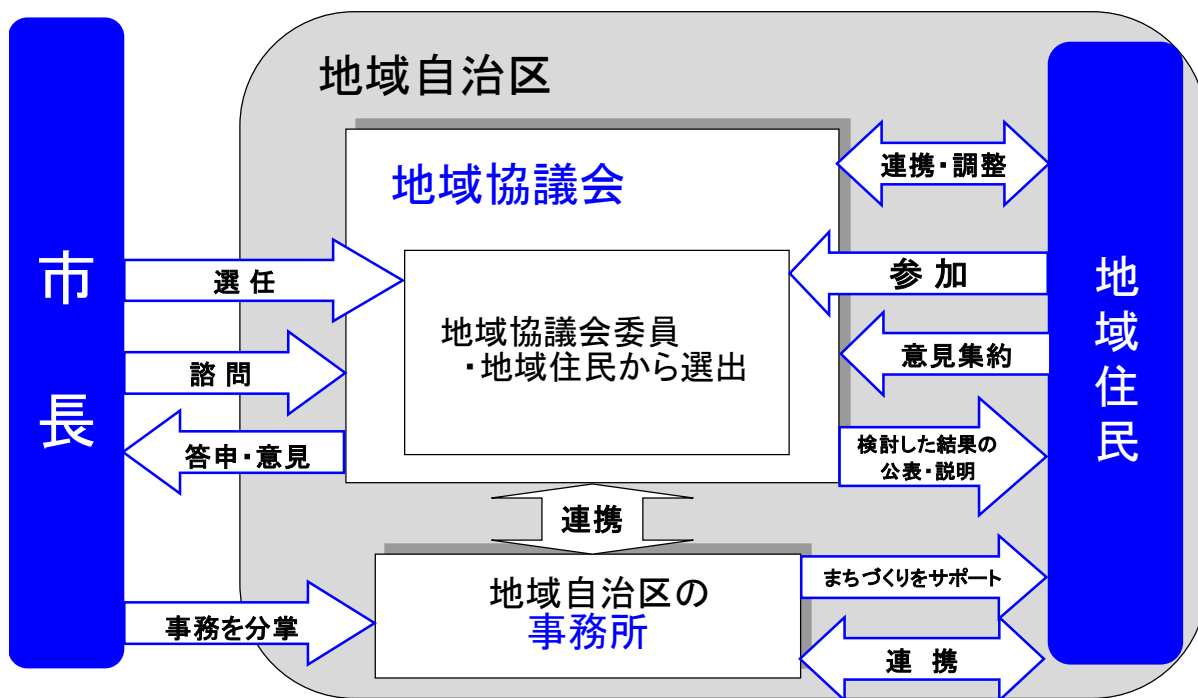 地域自治区
市長
地域協議会
地域協議会委員
・地域住民から選出
選任
諮問
答申・意見
連携・調整
参加
意見集約
検討した結果の
公表・説明
地域住民
連携
地域自治区の
事務所
事務を分掌
まちづくりをサポート
連携